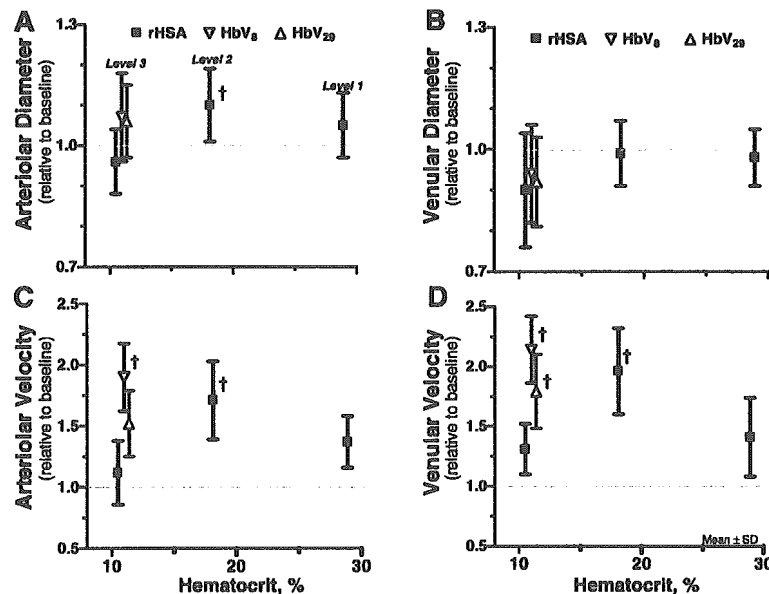 A
rHSA HbV8 HbV29
Level 3
Level 2
Level 1
†
1.3
1.0
0.7
Arteriolar Diameter
(relative to baseline)
B
rHSA HbV8 HbV29
1.3
1.0
0.7
Venular Diameter
(relative to baseline)
C
2.5
2.0
1.5
1.0
0.5
†
†
Arteriolar Velocity
(relative to baseline)
10 20 30
Hematocrit, %
D
2.5
2.0
1.5
1.0
0.5
†
†
†
Venular Velocity
(relative to baseline)
Mean ± SD
10 20 30
Hematocrit, %